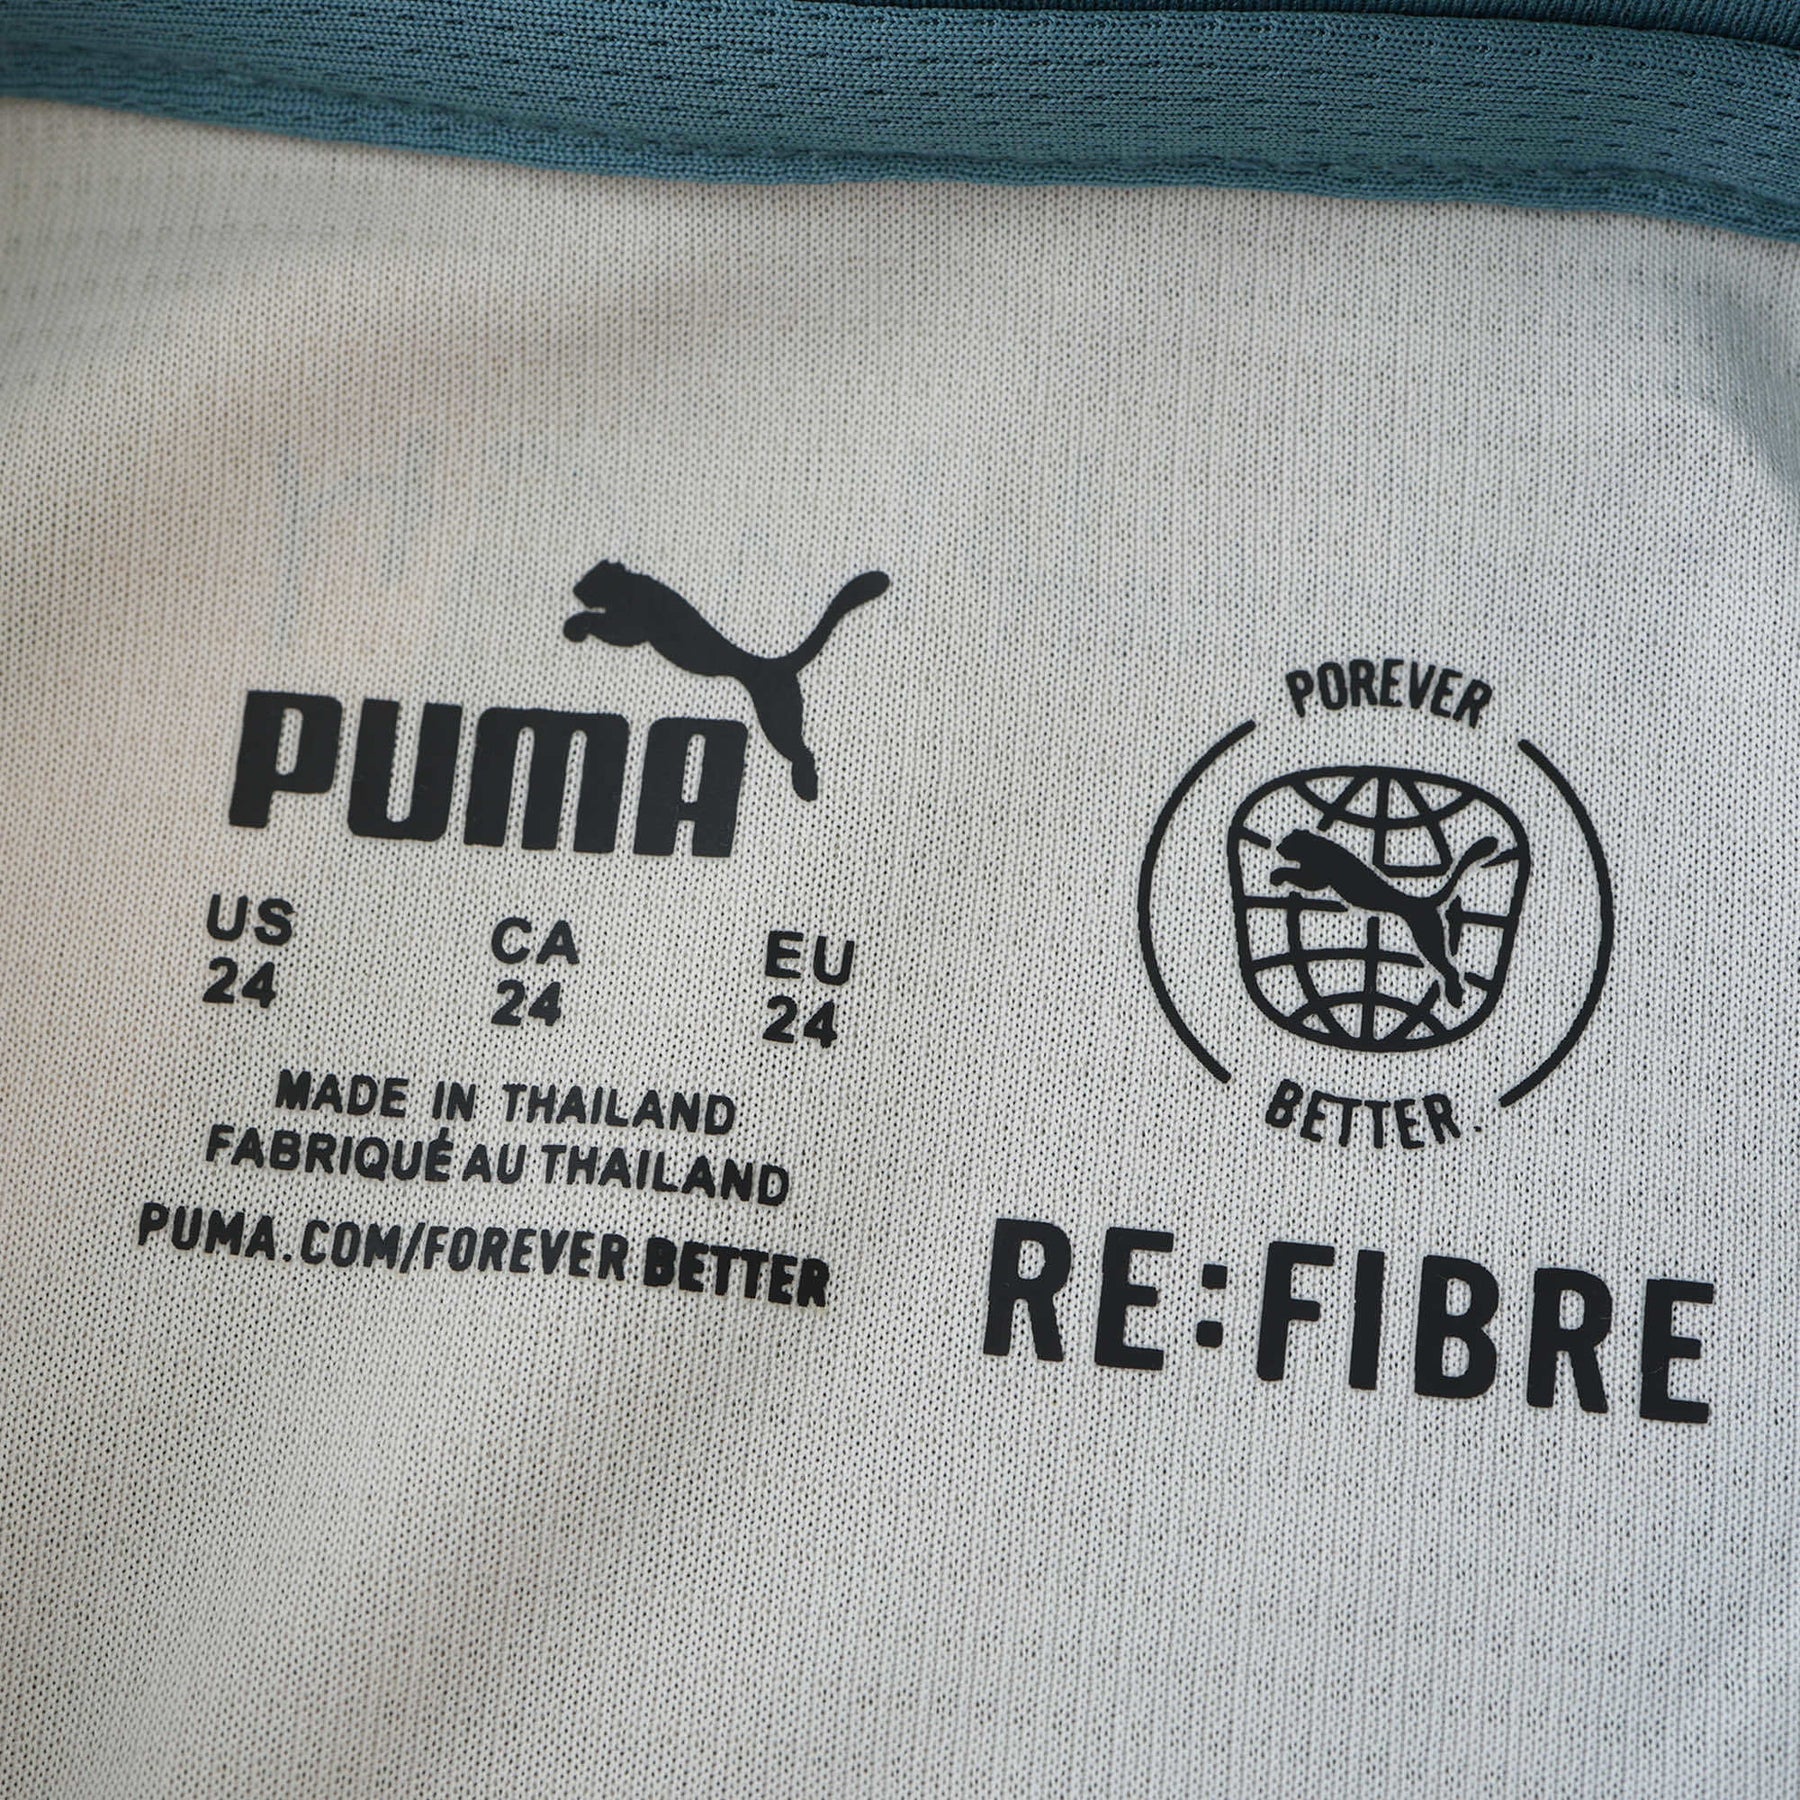 PUMA
US CA EU
24 24 24
MADE IN THAILAND
FABRIQUÉ AU THAILAND
PUMA.COM/FOREVER BETTER
POREVER
BETTER.
RE:FIBRE